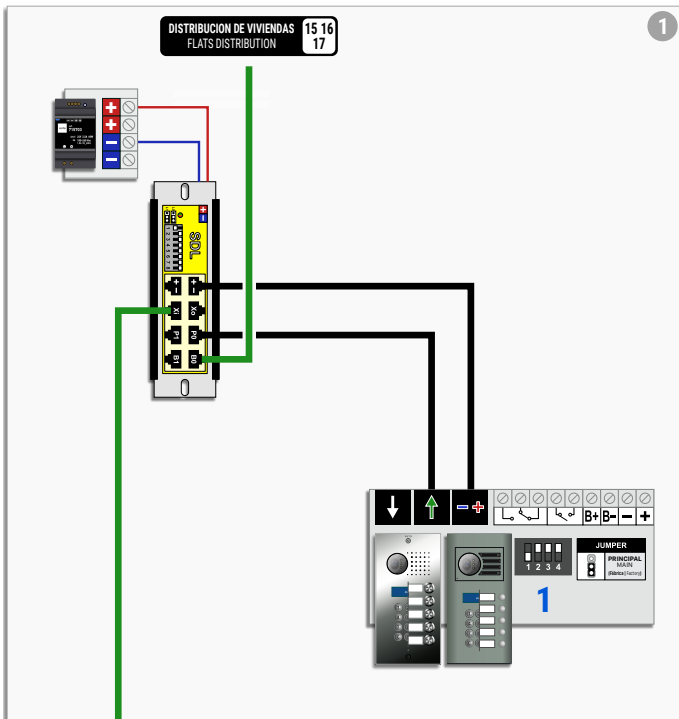 1
DISTRIBUCION DE VIVIENDAS
FLATS DISTRIBUTION
15 16
17
+
+
−
−
+
−
SDL
+ − + −
Xi Xo
P1 P0
B1 B0
− +
B+ B- − +
1 2 3 4
1
JUMPER
PRINCIPAL
MAIN
(Fábrica | Factory)